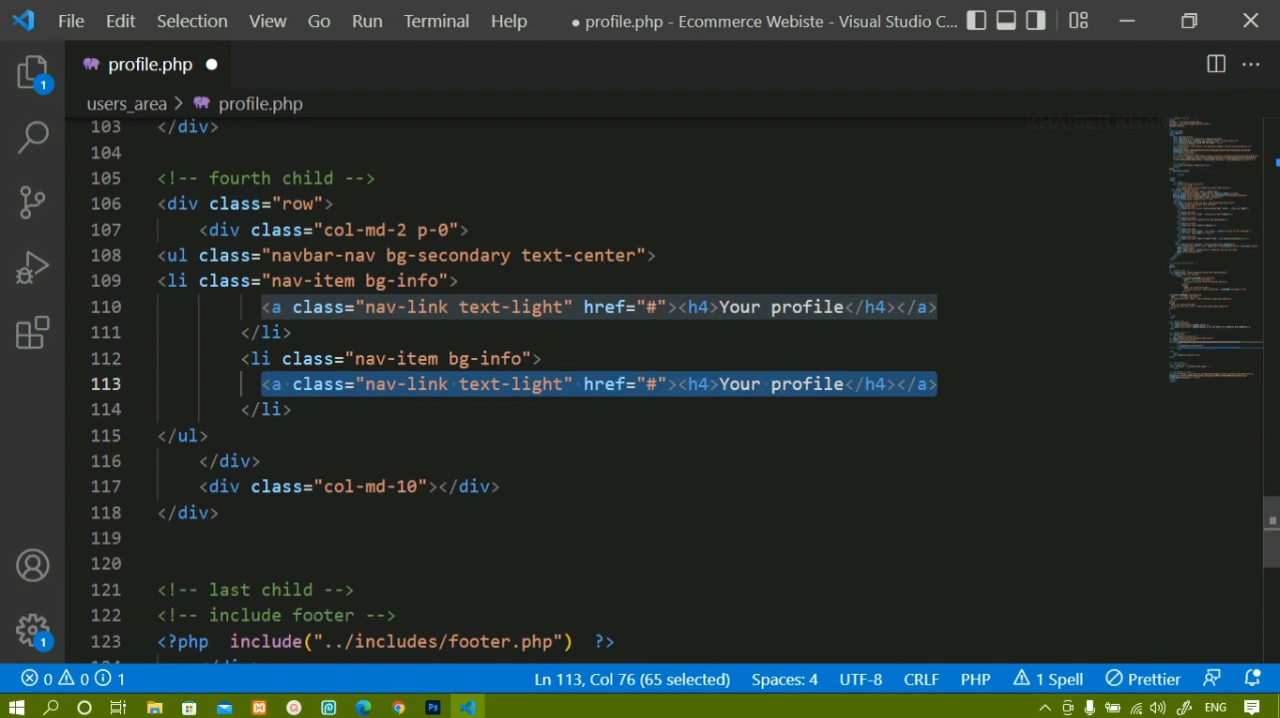 File Edit Selection View Go Run Terminal Help ● profile.php - Ecommerce Webiste - Visual Studio C...
profile.php
users_area > profile.php
103 </div>
104
105 <!-- fourth child -->
106 <div class="row">
107 <div class="col-md-2 p-0">
108 <ul class="navbar-nav bg-secondary text-center">
109 <li class="nav-item bg-info">
110 <a class="nav-link text-light" href="#"><h4>Your profile</h4></a>
111 </li>
112 <li class="nav-item bg-info">
113 <a class="nav-link text-light" href="#"><h4>Your profile</h4></a>
114 </li>
115 </ul>
116 </div>
117 <div class="col-md-10"></div>
118 </div>
119
120
121 <!-- last child -->
122 <!-- include footer -->
123 <?php include("../includes/footer.php") ?>
1
1
0 0 1 Ln 113, Col 76 (65 selected) Spaces: 4 UTF-8 CRLF PHP 1 Spell Prettier
ENG